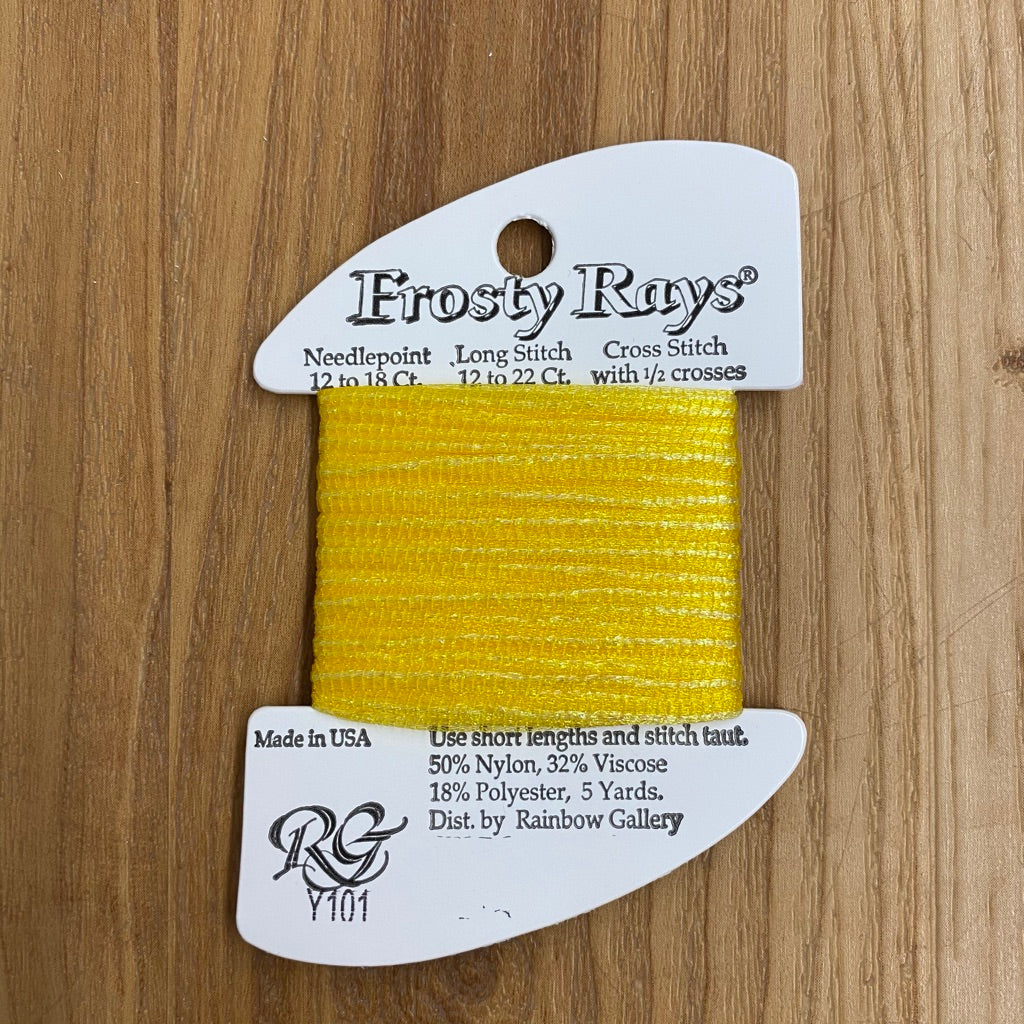 Frosty Rays®
Needlepoint Long Stitch Cross Stitch
12 to 18 Ct. 12 to 22 Ct. with 1/2 crosses
Made in USA
Use short lengths and stitch taut.
50% Nylon, 32% Viscose
18% Polyester, 5 Yards.
Dist. by Rainbow Gallery
RG
Y101